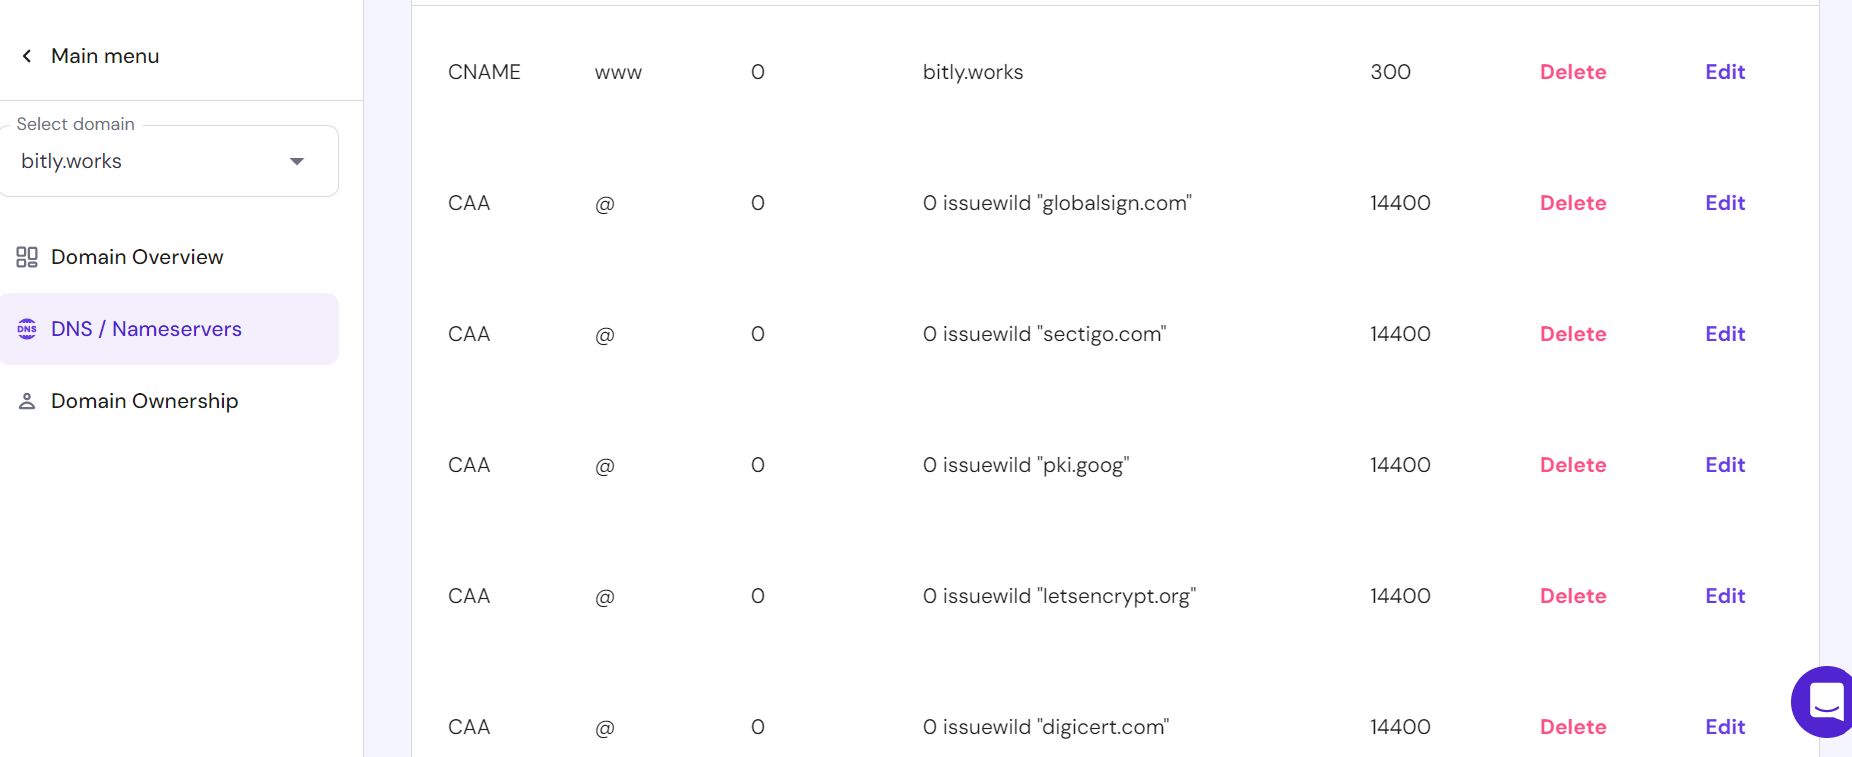 Main menu
Select domain
bitly.works
Domain Overview
DNS / Nameservers
Domain Ownership
CNAME www 0 bitly.works 300 Delete Edit
CAA @ 0 0 issuewild "globalsign.com" 14400 Delete Edit
CAA @ 0 0 issuewild "sectigo.com" 14400 Delete Edit
CAA @ 0 0 issuewild "pki.goog" 14400 Delete Edit
CAA @ 0 0 issuewild "letsencrypt.org" 14400 Delete Edit
CAA @ 0 0 issuewild "digicert.com" 14400 Delete Edit